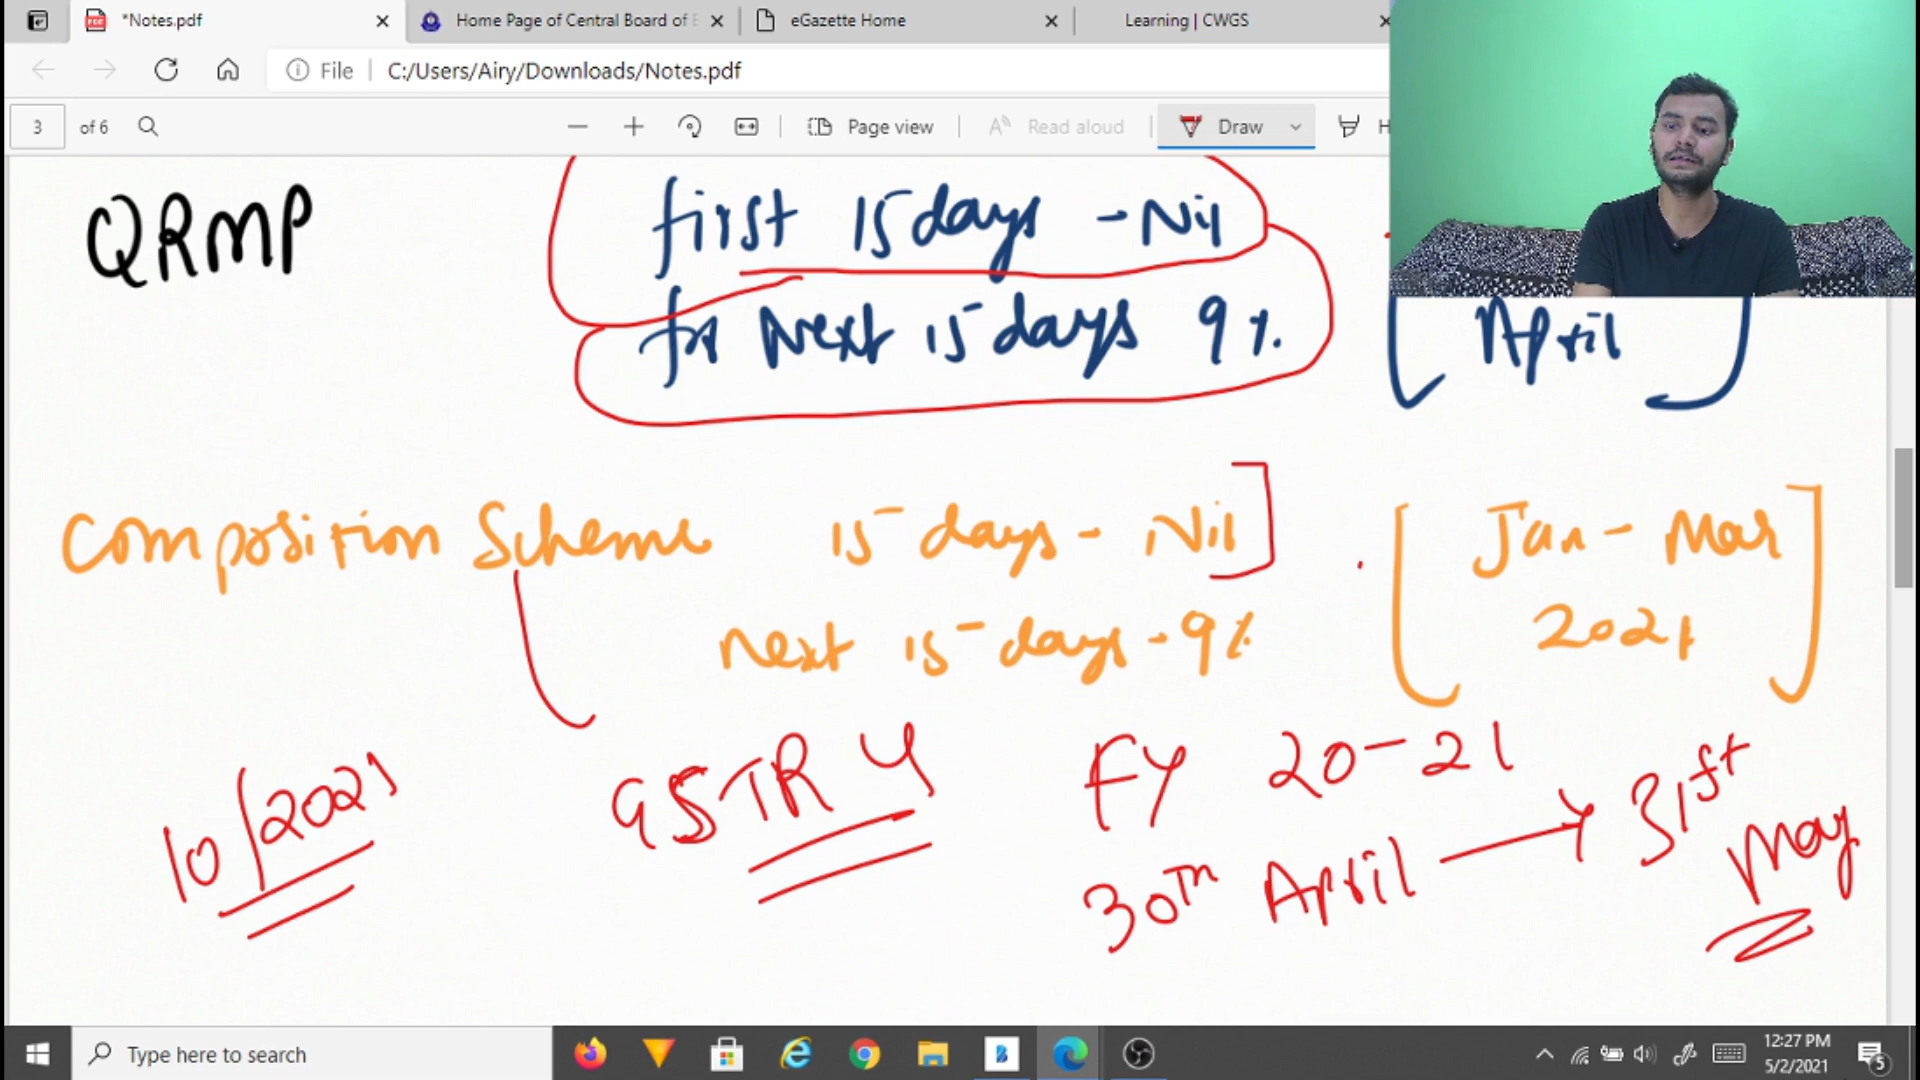 *Notes.pdf
Home Page of Central Board of E
eGazette Home
Learning | CWGS
File
C:/Users/Airy/Downloads/Notes.pdf
3 of 6
Page view
Read aloud
Draw
H
QRMP
first 15 days - Nil
for Next 15 days 9%.
April
Composition Scheme 15 days - Nil
Jan - Mar
next 15 days - 9%
2021
10/2021
GSTR 4
FY 20-21
30th April → 31st May
Type here to search
12:27 PM
5/2/2021
5